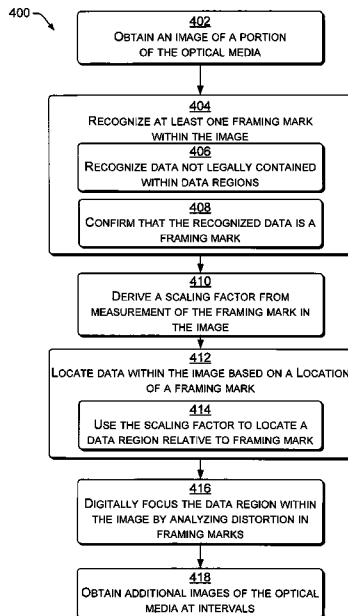 400
402
OBTAIN AN IMAGE OF A PORTION
OF THE OPTICAL MEDIA
404
RECOGNIZE AT LEAST ONE FRAMING MARK
WITHIN THE IMAGE
406
RECOGNIZE DATA NOT LEGALLY CONTAINED
WITHIN DATA REGIONS
408
CONFIRM THAT THE RECOGNIZED DATA IS A
FRAMING MARK
410
DERIVE A SCALING FACTOR FROM
MEASUREMENT OF THE FRAMING MARK IN
THE IMAGE
412
LOCATE DATA WITHIN THE IMAGE BASED ON A LOCATION
OF A FRAMING MARK
414
USE THE SCALING FACTOR TO LOCATE A
DATA REGION RELATIVE TO FRAMING MARK
416
DIGITALLY FOCUS THE DATA REGION WITHIN
THE IMAGE BY ANALYZING DISTORTION IN
FRAMING MARKS
418
OBTAIN ADDITIONAL IMAGES OF THE OPTICAL
MEDIA AT INTERVALS